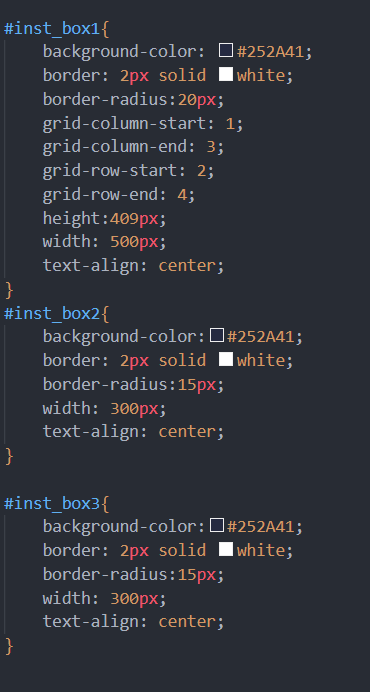 #inst_box1{
    background-color: #252A41;
    border: 2px solid white;
    border-radius:20px;
    grid-column-start: 1;
    grid-column-end: 3;
    grid-row-start: 2;
    grid-row-end: 4;
    height:409px;
    width: 500px;
    text-align: center;
}
#inst_box2{
    background-color:#252A41;
    border: 2px solid white;
    border-radius:15px;
    width: 300px;
    text-align: center;
}
#inst_box3{
    background-color:#252A41;
    border: 2px solid white;
    border-radius:15px;
    width: 300px;
    text-align: center;
}